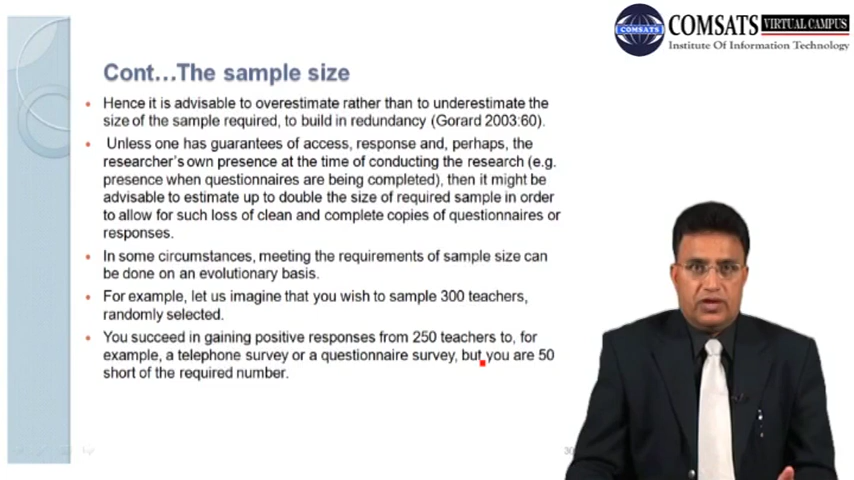 COMSATS
COMSATS VIRTUAL CAMPUS
Institute Of Information Technology
Cont…The sample size
• Hence it is advisable to overestimate rather than to underestimate the
size of the sample required, to build in redundancy (Gorard 2003:60).
• Unless one has guarantees of access, response and, perhaps, the
researcher's own presence at the time of conducting the research (e.g.
presence when questionnaires are being completed), then it might be
advisable to estimate up to double the size of required sample in order
to allow for such loss of clean and complete copies of questionnaires or
responses.
• In some circumstances, meeting the requirements of sample size can
be done on an evolutionary basis.
• For example, let us imagine that you wish to sample 300 teachers,
randomly selected.
• You succeed in gaining positive responses from 250 teachers to, for
example, a telephone survey or a questionnaire survey, but you are 50
short of the required number.